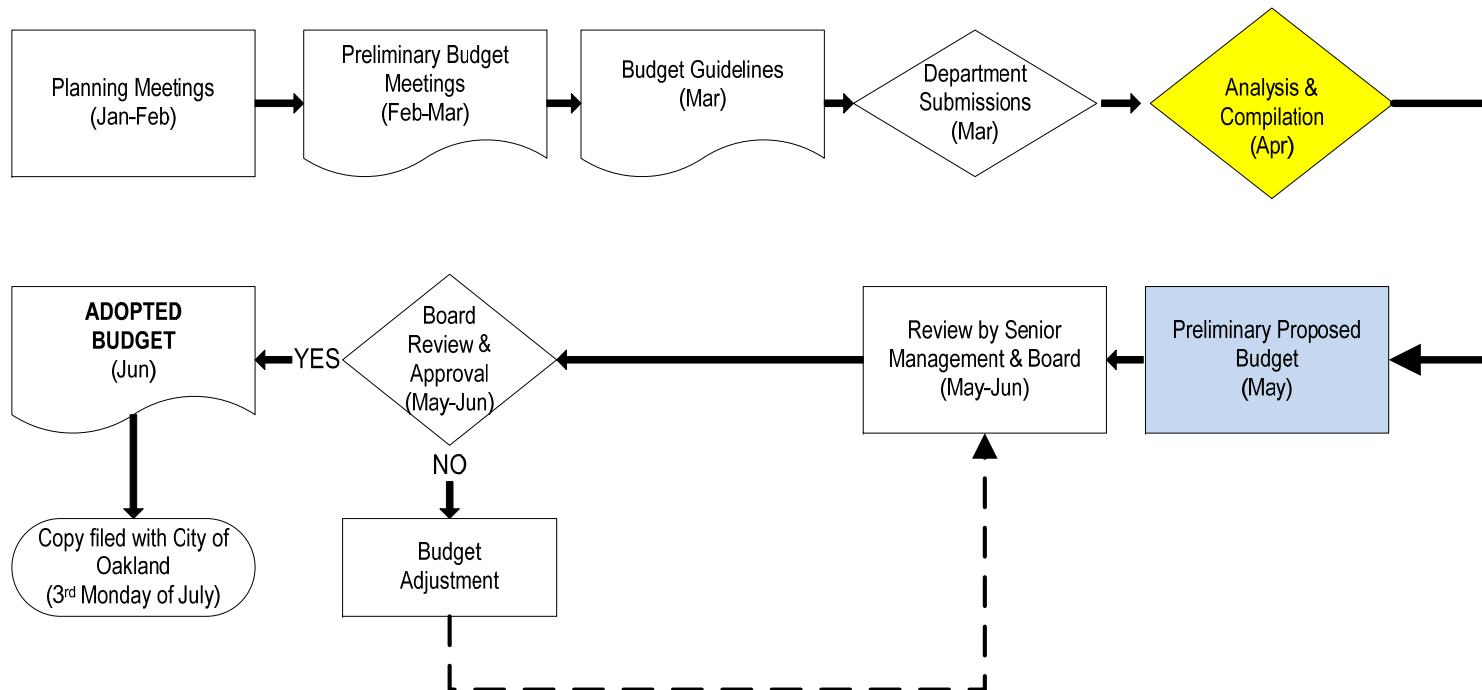 Planning Meetings
(Jan-Feb)
Preliminary Budget
Meetings
(Feb-Mar)
Budget Guidelines
(Mar)
Department
Submissions
(Mar)
Analysis &
Compilation
(Apr)
Preliminary Proposed
Budget
(May)
Review by Senior
Management & Board
(May-Jun)
Board
Review &
Approval
(May-Jun)
YES
ADOPTED
BUDGET
(Jun)
NO
Copy filed with City of
Oakland
(3rd Monday of July)
Budget
Adjustment